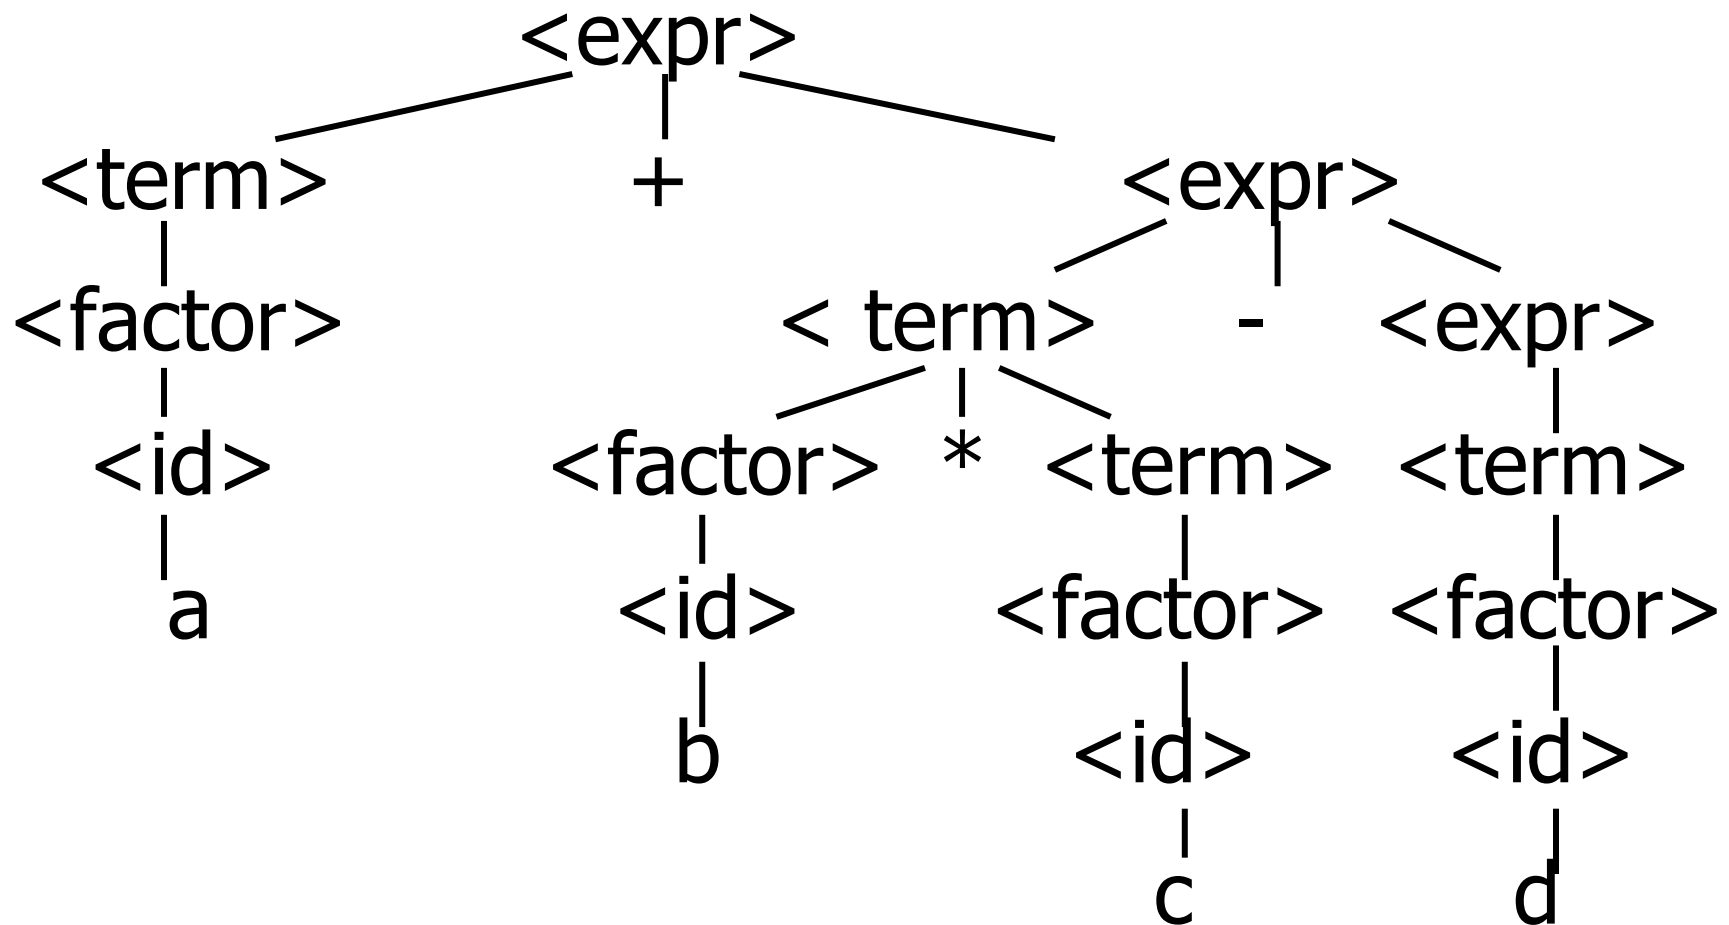 <expr>
<term> + <expr>
<factor> < term> - <expr>
<id> <factor> * <term> <term>
a <id> <factor> <factor>
b <id> <id>
c d